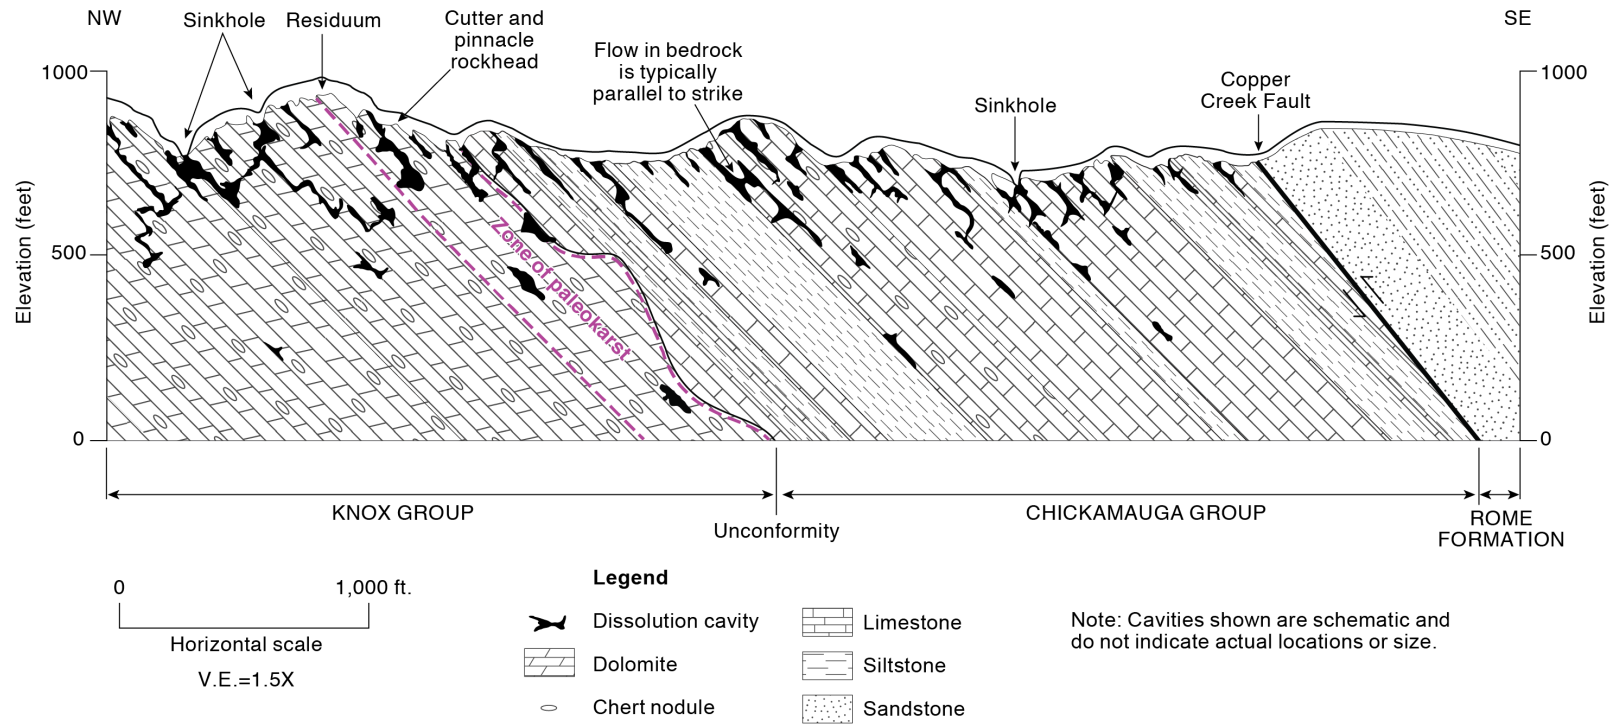 NW
SE
Sinkhole
Residuum
Cutter and
pinnacle
rockhead
Flow in bedrock
is typically
parallel to strike
Sinkhole
Copper
Creek Fault
1000
500
0
Elevation (feet)
1000
500
0
Elevation (feet)
Zone of paleokarst
KNOX GROUP
Unconformity
CHICKAMAUGA GROUP
ROME
FORMATION
0
1,000 ft.
Horizontal scale
V.E.=1.5X
Legend
Dissolution cavity
Dolomite
Chert nodule
Limestone
Siltstone
Sandstone
Note: Cavities shown are schematic and
do not indicate actual locations or size.